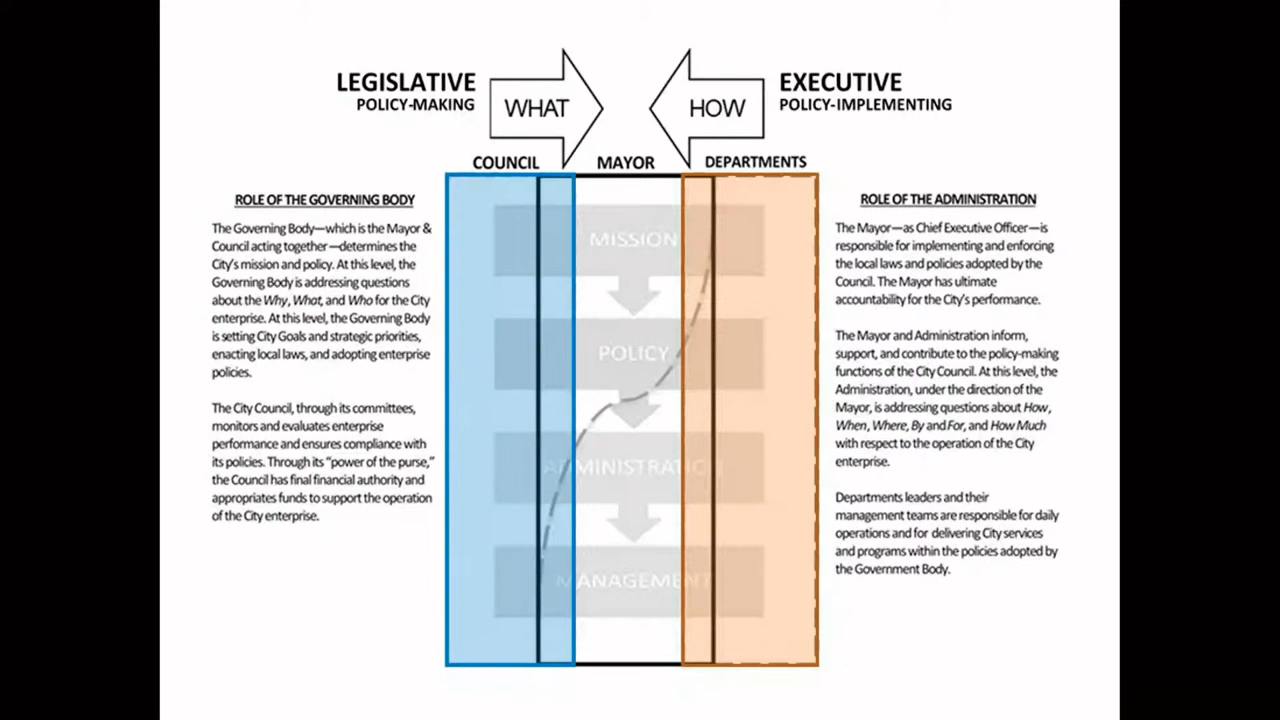 LEGISLATIVE
POLICY-MAKING
WHAT
HOW
EXECUTIVE
POLICY-IMPLEMENTING
COUNCIL
MAYOR
DEPARTMENTS
ROLE OF THE GOVERNING BODY
The Governing Body—which is the Mayor &
Council acting together—determines the
City's mission and policy. At this level, the
Governing Body is addressing questions
about the Why, What, and Who for the City
enterprise. At this level, the Governing Body
is setting City Goals and strategic priorities,
enacting local laws, and adopting enterprise
policies.
The City Council, through its committees,
monitors and evaluates enterprise
performance and ensures compliance with
its policies. Through its “power of the purse,”
the Council has final financial authority and
appropriates funds to support the operation
of the City enterprise.
MISSION
POLICY
ADMINISTRATION
MANAGEMENT
ROLE OF THE ADMINISTRATION
The Mayor—as Chief Executive Officer—is
responsible for implementing and enforcing
the local laws and policies adopted by the
Council. The Mayor has ultimate
accountability for the City's performance.
The Mayor and Administration inform,
support, and contribute to the policy-making
functions of the City Council. At this level, the
Administration, under the direction of the
Mayor, is addressing questions about How,
When, Where, By and For, and How Much
with respect to the operation of the City
enterprise.
Departments leaders and their
management teams are responsible for daily
operations and for delivering City services
and programs within the policies adopted by
the Government Body.